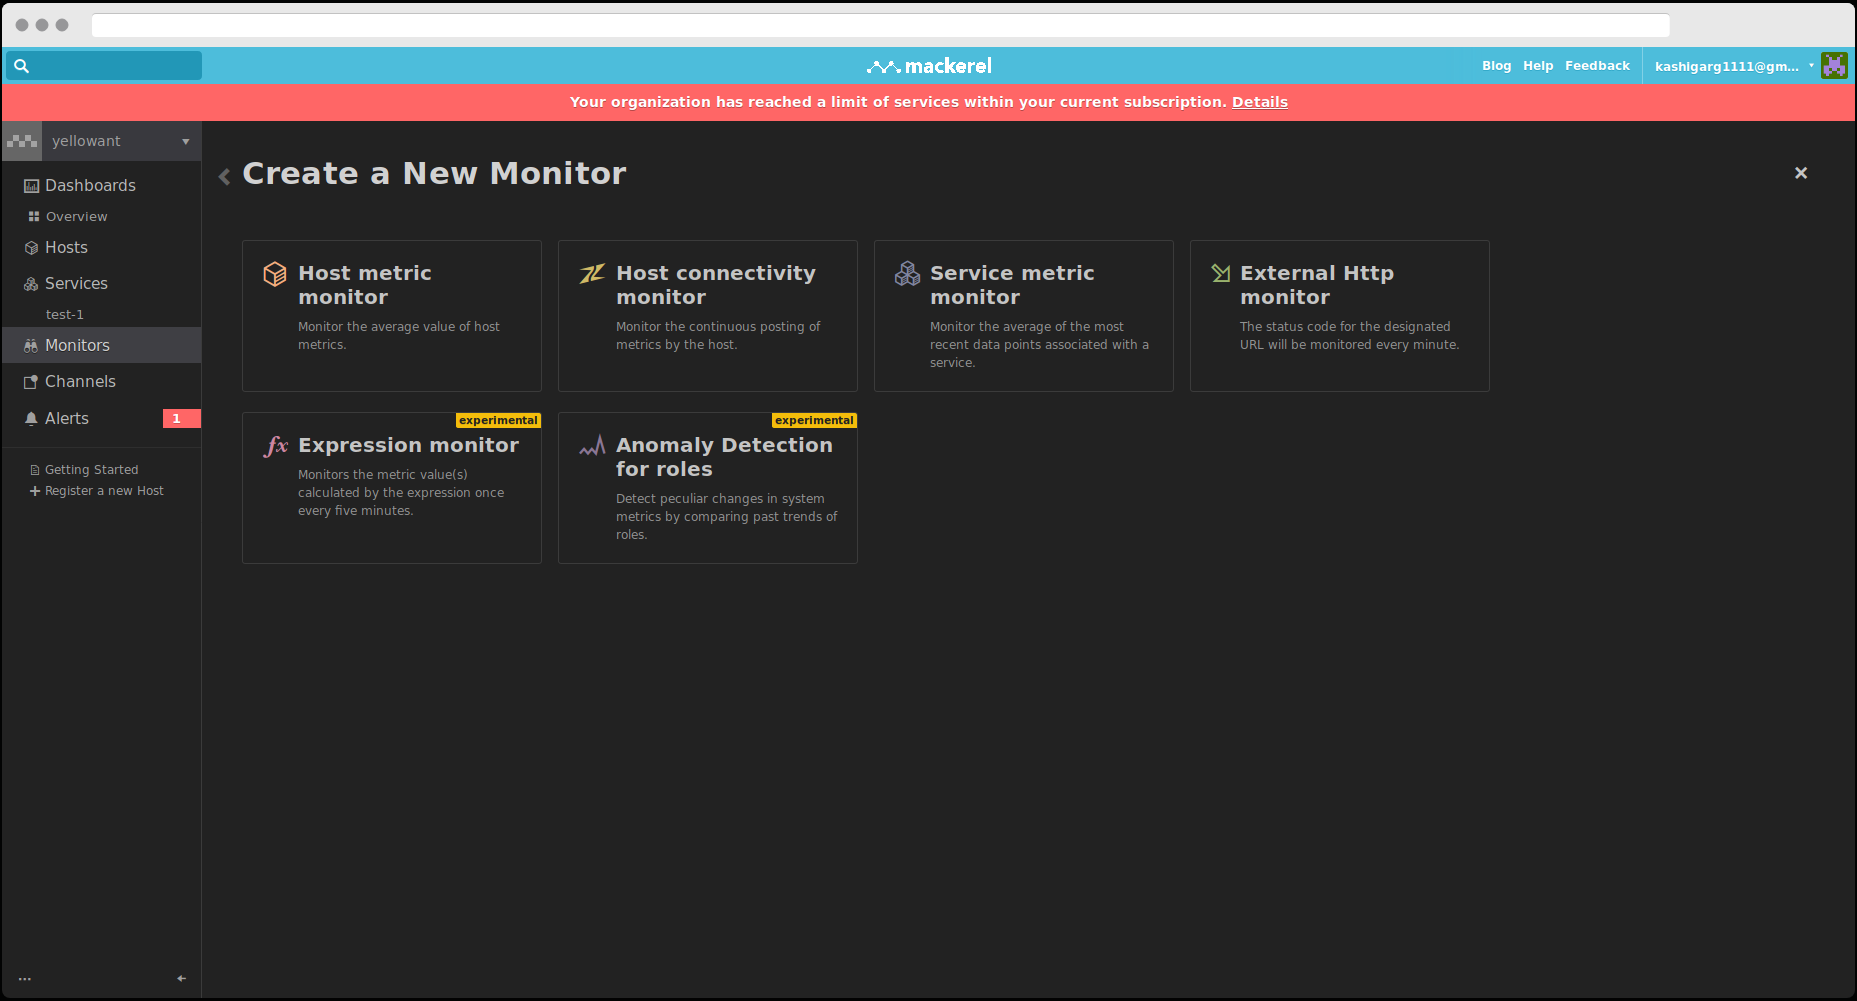 mackerel
Blog Help Feedback kashigarg1111@gm...
Your organization has reached a limit of services within your current subscription. Details
yellowant
Dashboards
Overview
Hosts
Services
test-1
Monitors
Channels
Alerts 1
Getting Started
Register a new Host
Create a New Monitor
Host metric
monitor
Monitor the average value of host
metrics.
Host connectivity
monitor
Monitor the continuous posting of
metrics by the host.
Service metric
monitor
Monitor the average of the most
recent data points associated with a
service.
External Http
monitor
The status code for the designated
URL will be monitored every minute.
experimental
fx Expression monitor
Monitors the metric value(s)
calculated by the expression once
every five minutes.
experimental
Anomaly Detection
for roles
Detect peculiar changes in system
metrics by comparing past trends of
roles.